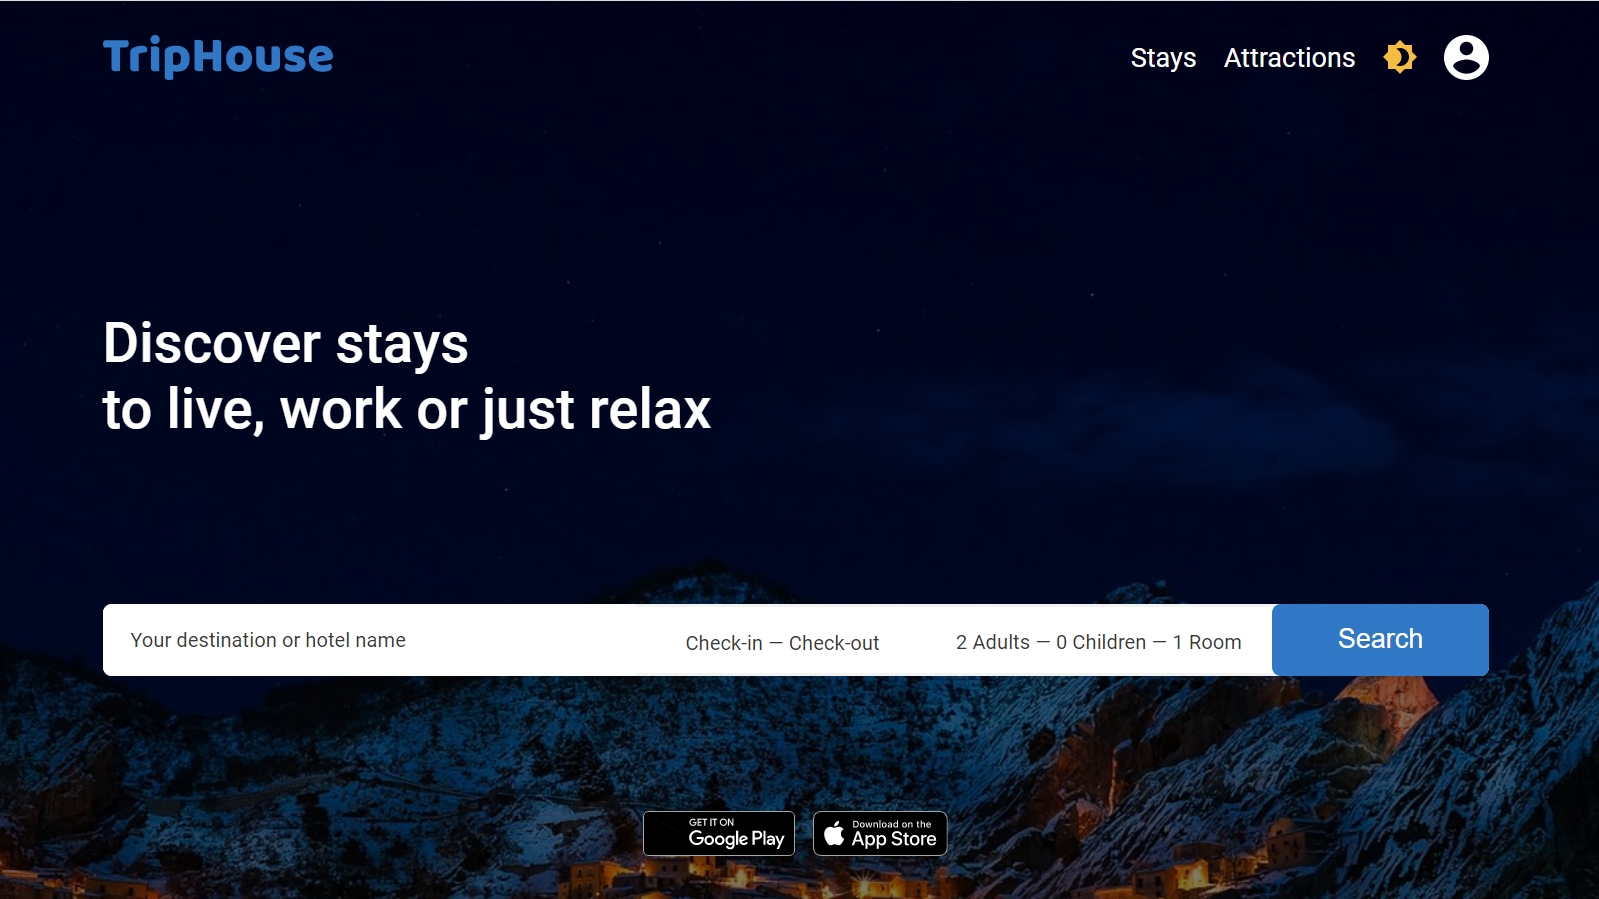 TripHouse
Stays
Attractions
Discover stays
to live, work or just relax
Your destination or hotel name
Check-in — Check-out
2 Adults — 0 Children — 1 Room
Search
GET IT ON
Google Play
Download on the
App Store